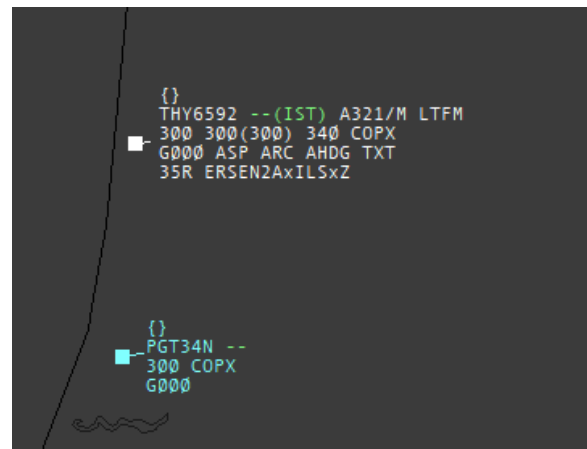 {}
THY6592 --(IST) A321/M LTFM
300 300(300) 340 COPX
G000 ASP ARC AHDG TXT
35R ERSEN2AxILSxZ
{}
PGT34N --
300 COPX
G000